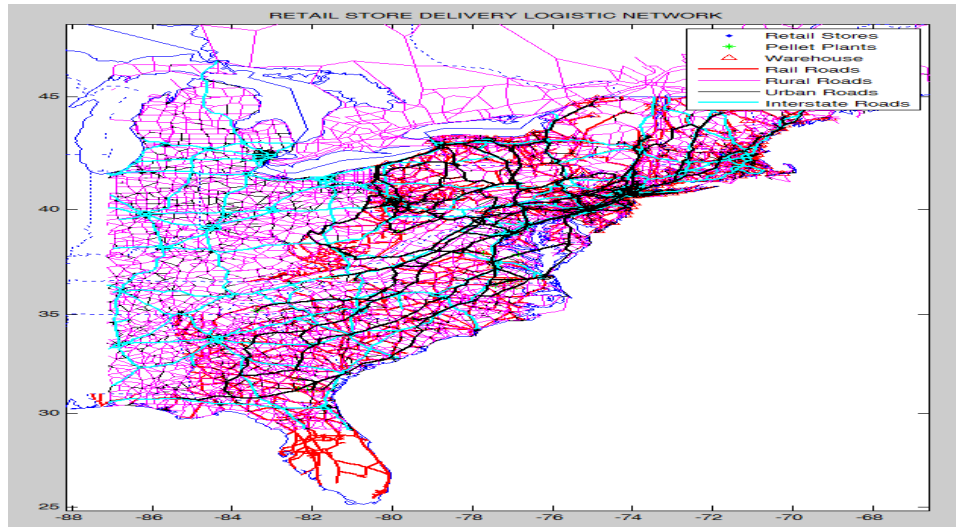 RETAIL STORE DELIVERY LOGISTIC NETWORK
Retail Stores
Pellet Plants
Warehouse
Rail Roads
Rural Roads
Urban Roads
Interstate Roads
45
40
35
30
25
-88 -86 -84 -82 -80 -78 -76 -74 -72 -70 -68